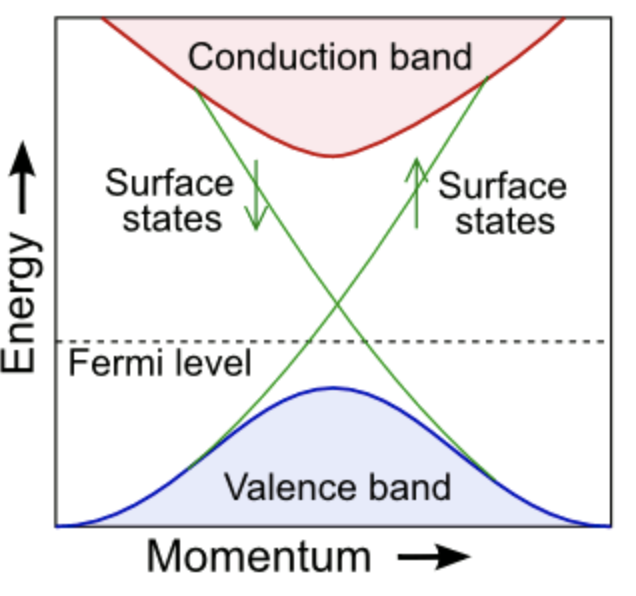 Conduction band
Surface
states
Surface
states
Energy
Fermi level
Valence band
Momentum